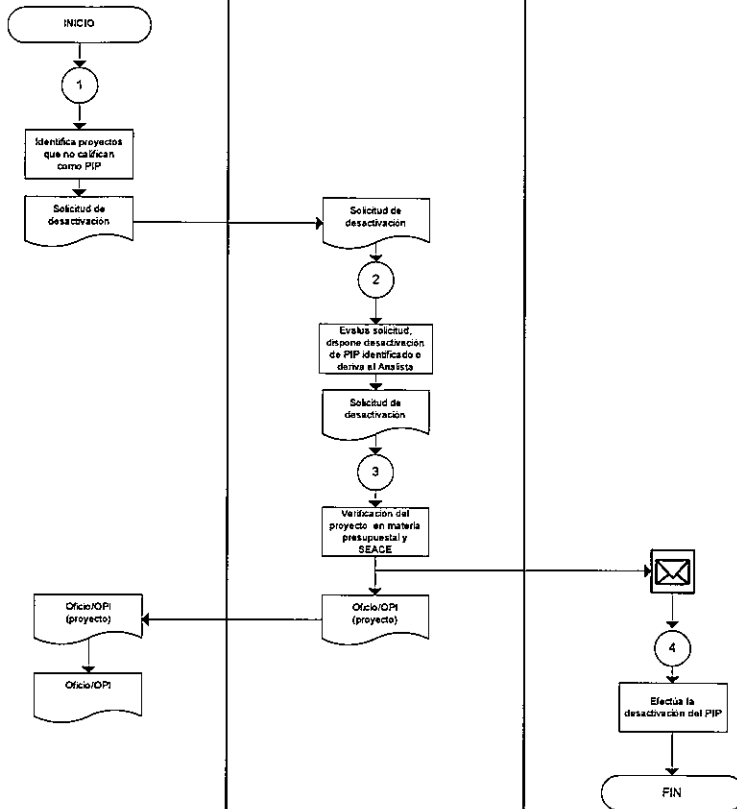 INICIO
1
Identifica proyectos
que no califican
como PIP
Solicitud de
desactivación
Solicitud de
desactivación
2
Evalua solicitud,
dispone desactivación
de PIP identificado o
deriva al Analista
Solicitud de
desactivación
3
Verificacion del
proyecto en materia
presupuestal y
SEACE
Oficio/OPI
(proyecto)
Oficio/OPI
(proyecto)
Oficio/OPI
4
Efectúa la
desactivación del PIP
FIN